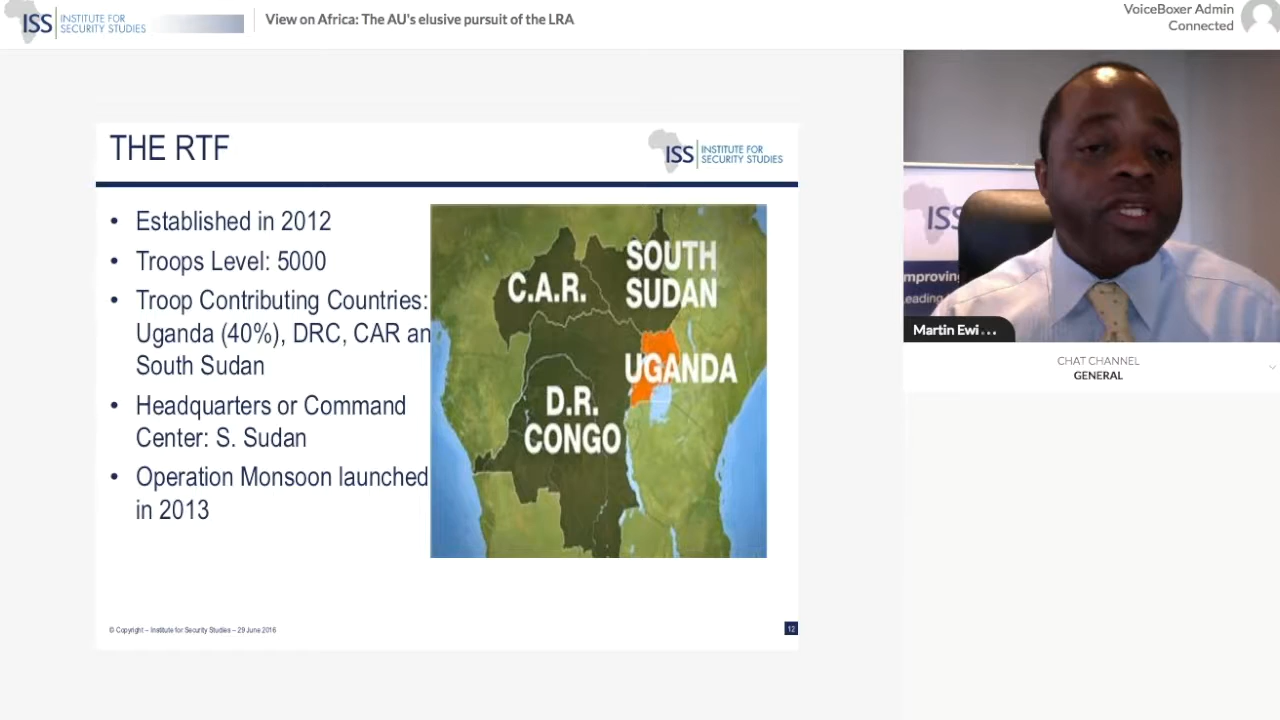 ISS INSTITUTE FOR
SECURITY STUDIES
View on Africa: The AU's elusive pursuit of the LRA
VoiceBoxer Admin
Connected
THE RTF
ISS INSTITUTE FOR
SECURITY STUDIES
• Established in 2012
• Troops Level: 5000
• Troop Contributing Countries:
Uganda (40%), DRC, CAR an
South Sudan
• Headquarters or Command
Center: S. Sudan
• Operation Monsoon launched
in 2013
C.A.R.
SOUTH
SUDAN
UGANDA
D.R.
CONGO
© Copyright – Institute for Security Studies – 29 June 2016
12
ISS
mproving
eading
Martin Ewi...
CHAT CHANNEL
GENERAL